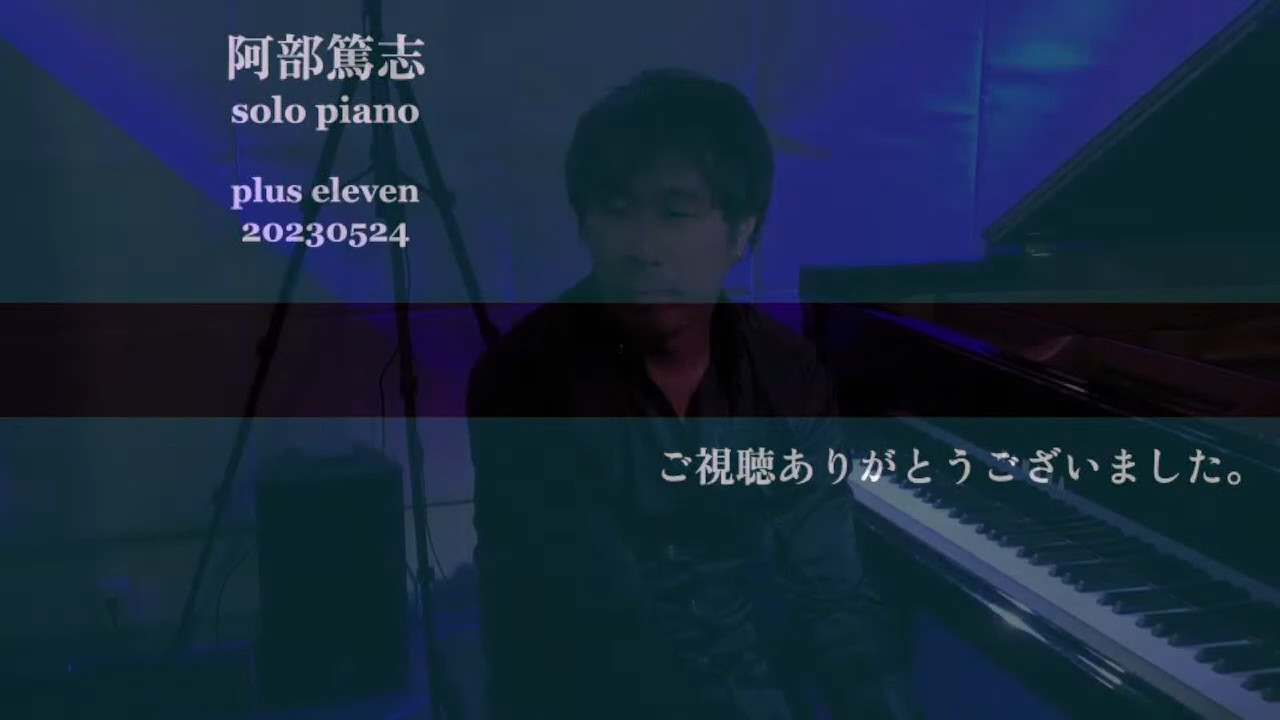 阿部篤志
solo piano
plus eleven
20230524
ご視聴ありがとうございました。